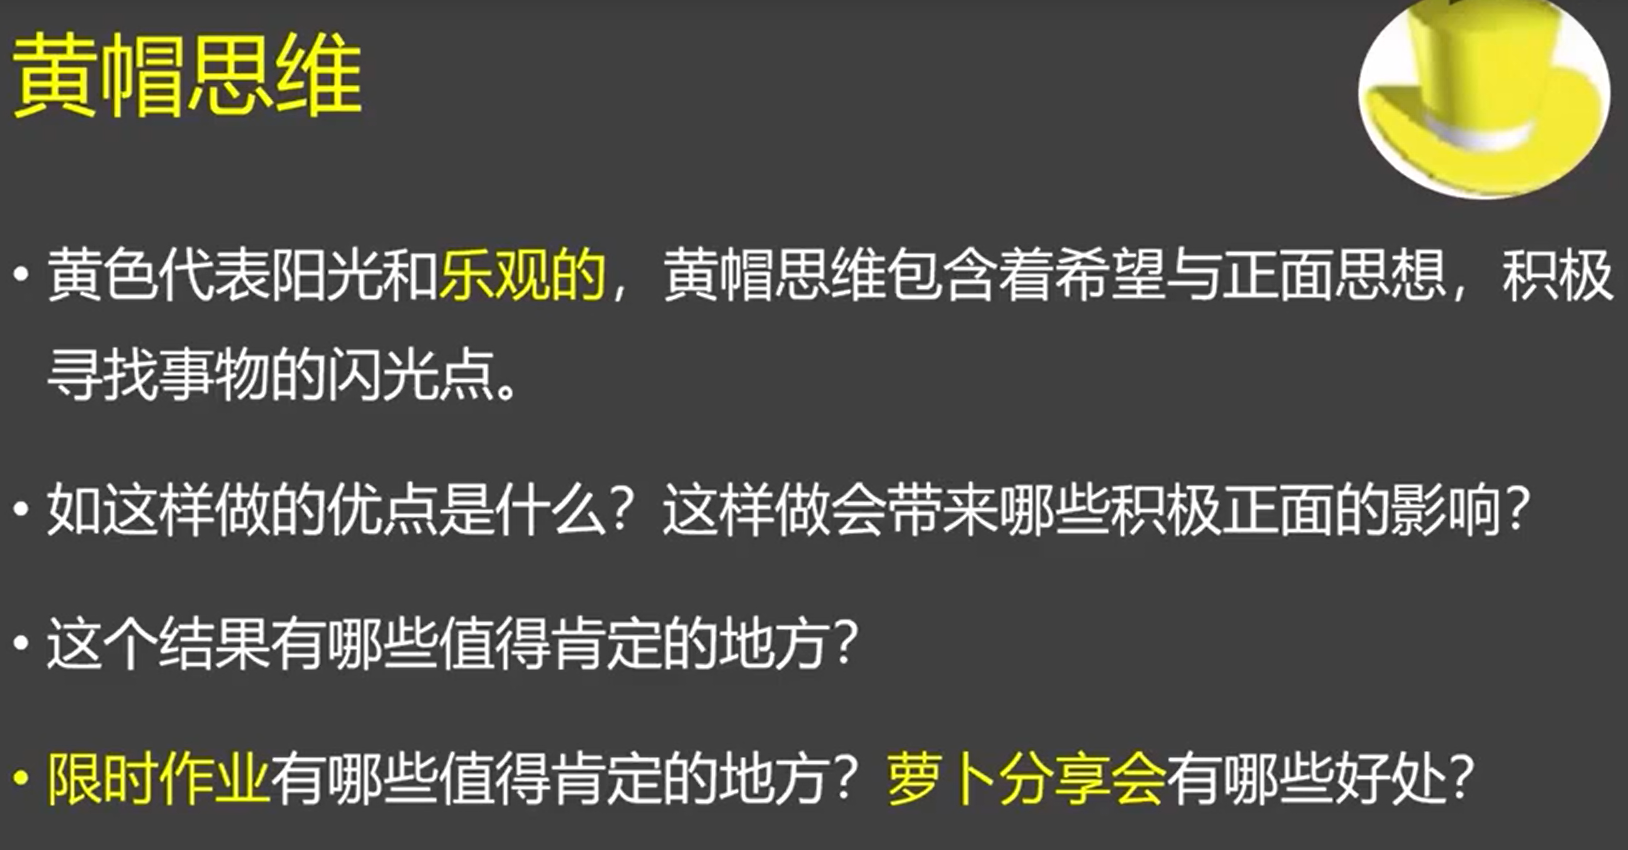 黄帽思维
• 黄色代表阳光和乐观的，黄帽思维包含着希望与正面思想，积极
寻找事物的闪光点。
• 如这样做的优点是什么？这样做会带来哪些积极正面的影响？
• 这个结果有哪些值得肯定的地方？
• 限时作业有哪些值得肯定的地方？萝卜分享会有哪些好处？